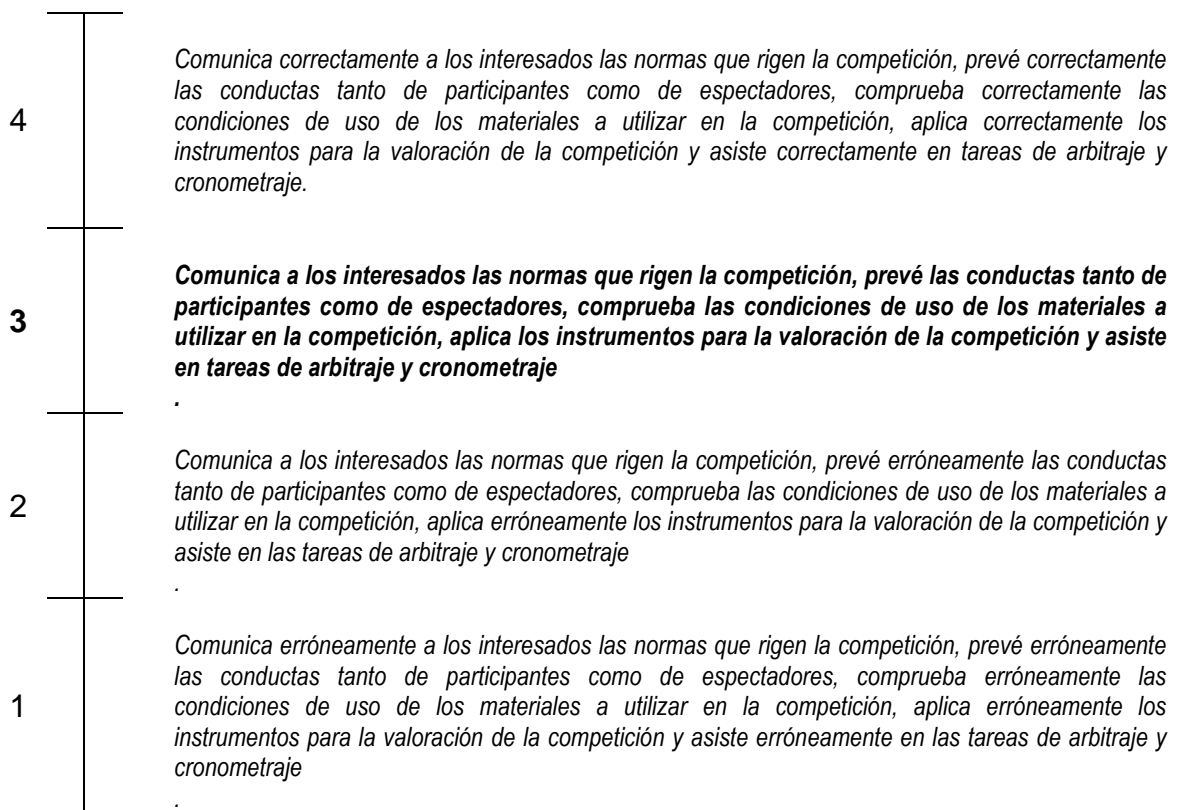 Comunica correctamente a los interesados las normas que rigen la competición, prevé correctamente
las conductas tanto de participantes como de espectadores, comprueba correctamente las
4
condiciones de uso de los materiales a utilizar en la competición, aplica correctamente los
instrumentos para la valoración de la competición y asiste correctamente en tareas de arbitraje y
cronometraje.
Comunica a los interesados las normas que rigen la competición, prevé las conductas tanto de
participantes como de espectadores, comprueba las condiciones de uso de los materiales a
3
utilizar en la competición, aplica los instrumentos para la valoración de la competición y asiste
en tareas de arbitraje y cronometraje
.
Comunica a los interesados las normas que rigen la competición, prevé erróneamente las conductas
tanto de participantes como de espectadores, comprueba las condiciones de uso de los materiales a
2
utilizar en la competición, aplica erróneamente los instrumentos para la valoración de la competición y
asiste en las tareas de arbitraje y cronometraje
.
Comunica erróneamente a los interesados las normas que rigen la competición, prevé erróneamente
las conductas tanto de participantes como de espectadores, comprueba erróneamente las
1
condiciones de uso de los materiales a utilizar en la competición, aplica erróneamente los
instrumentos para la valoración de la competición y asiste erróneamente en las tareas de arbitraje y
cronometraje
.